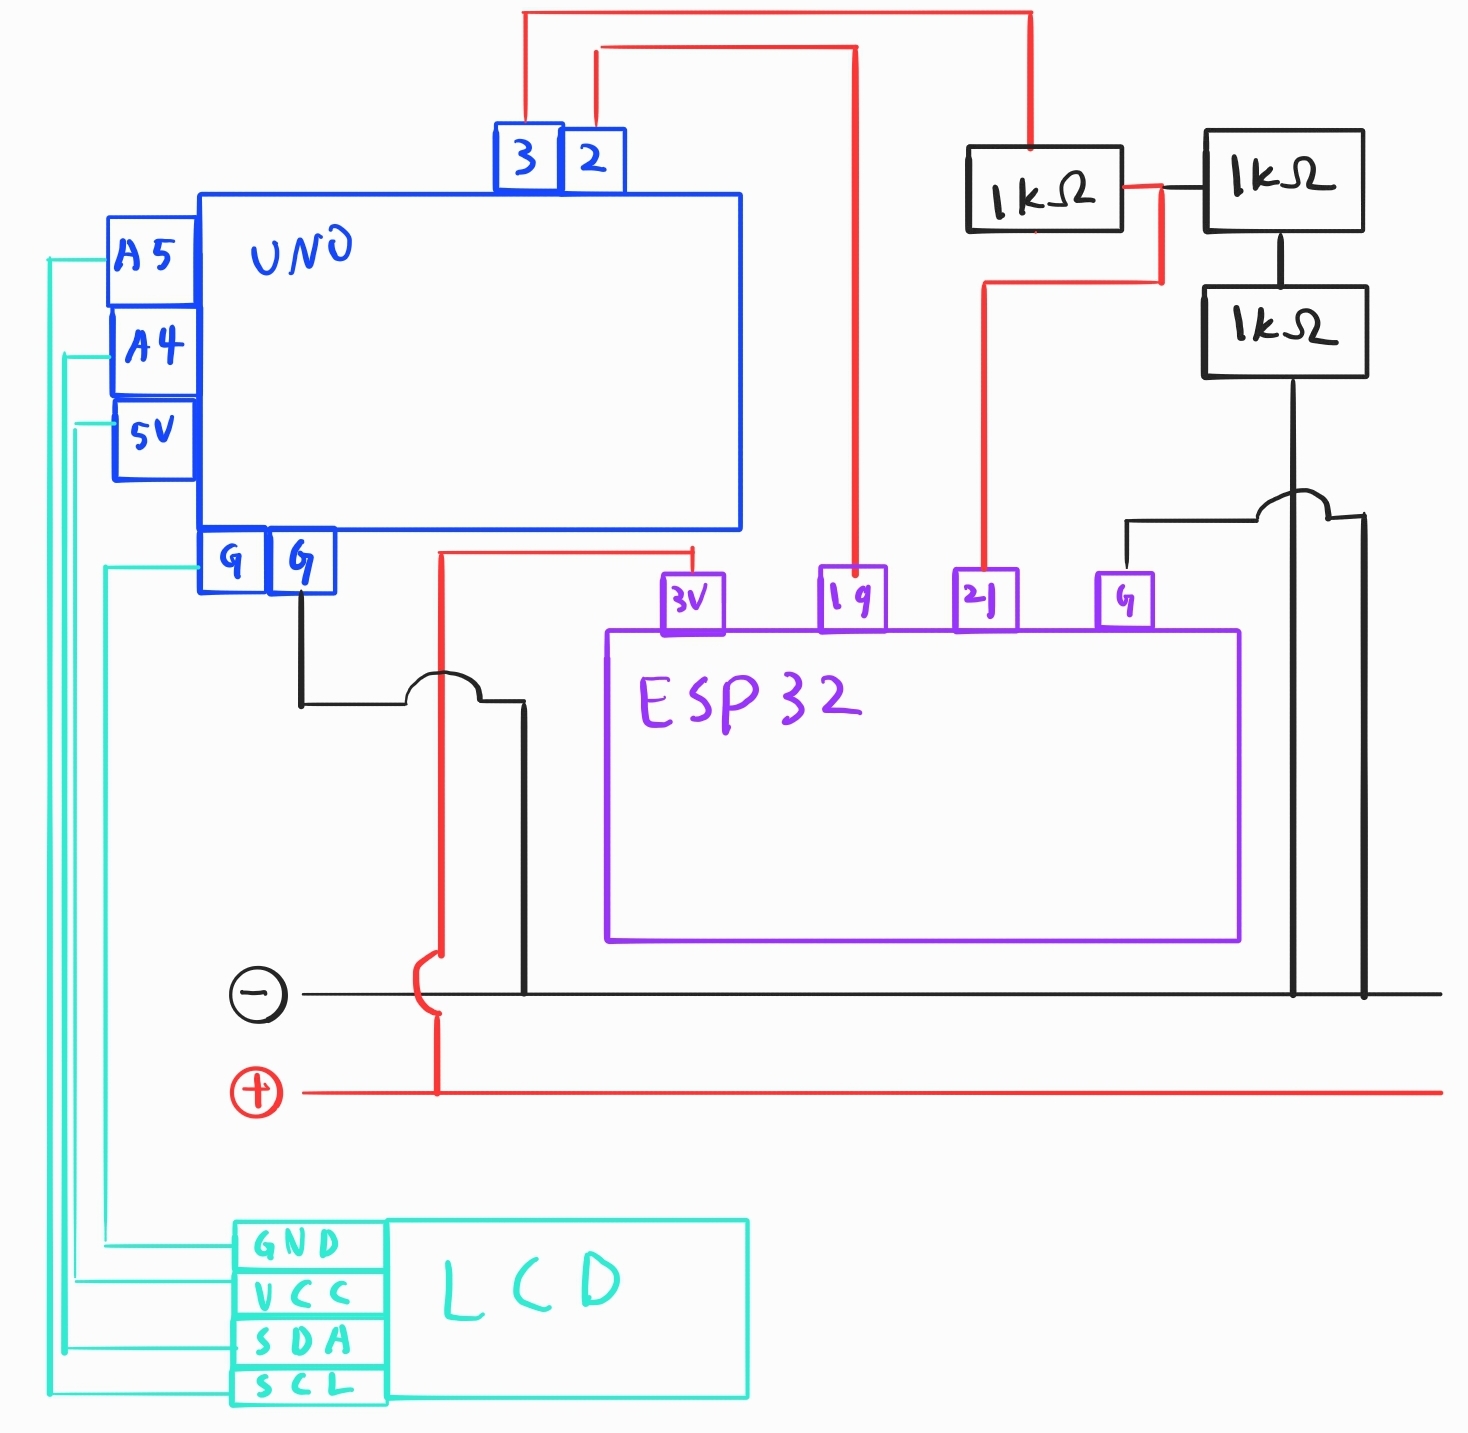 3
2
1kΩ
1kΩ
A5
UNO
A4
1kΩ
5V
G
G
3V
19
21
G
ESP32
−
+
GND
LCD
VCC
SDA
SCL